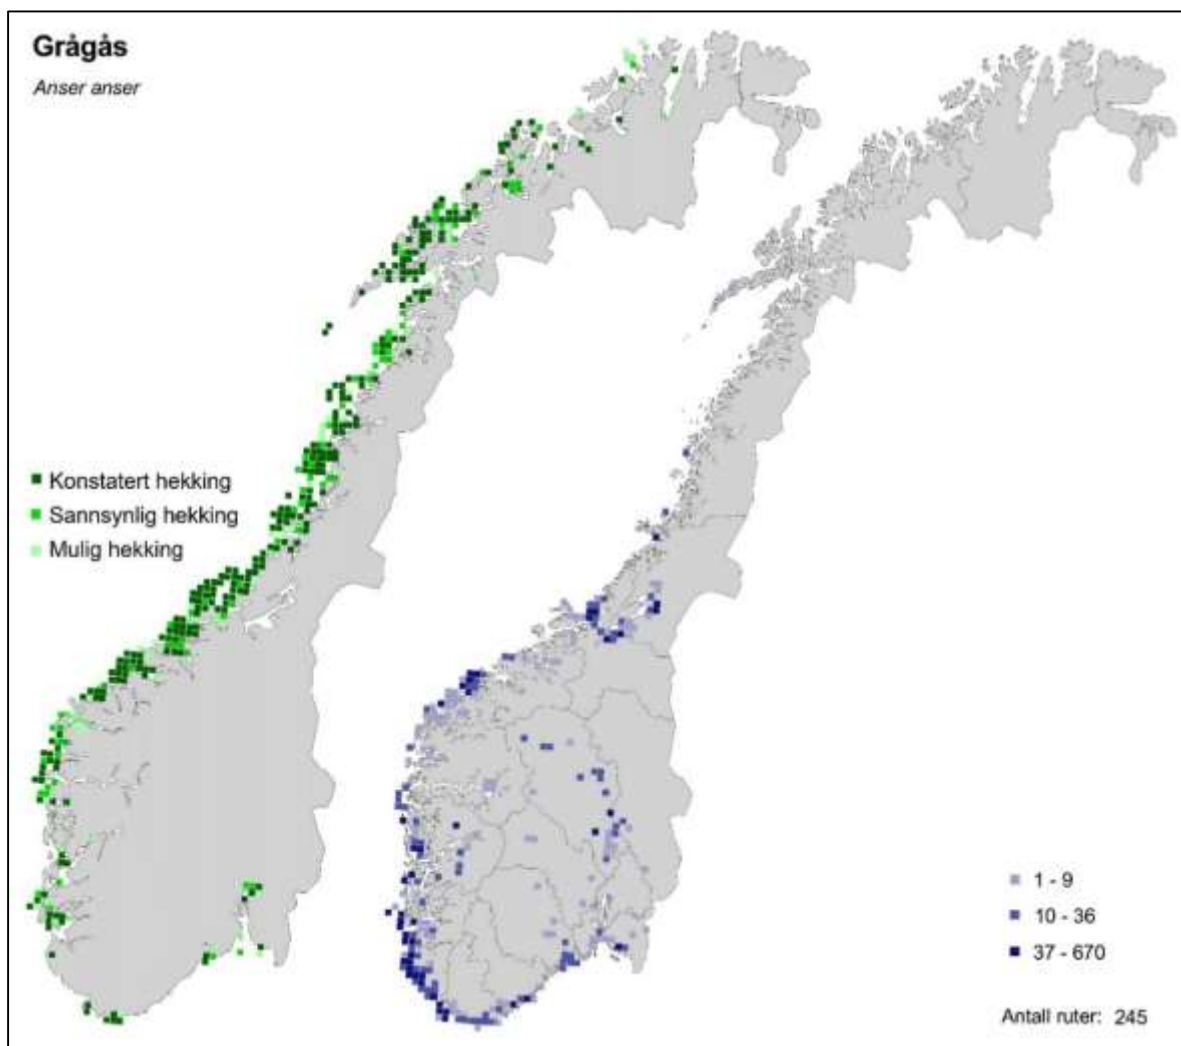 Grågås
Anser anser
Konstatert hekking
Sannsynlig hekking
Mulig hekking
1 - 9
10 - 36
37 - 670
Antall ruter: 245